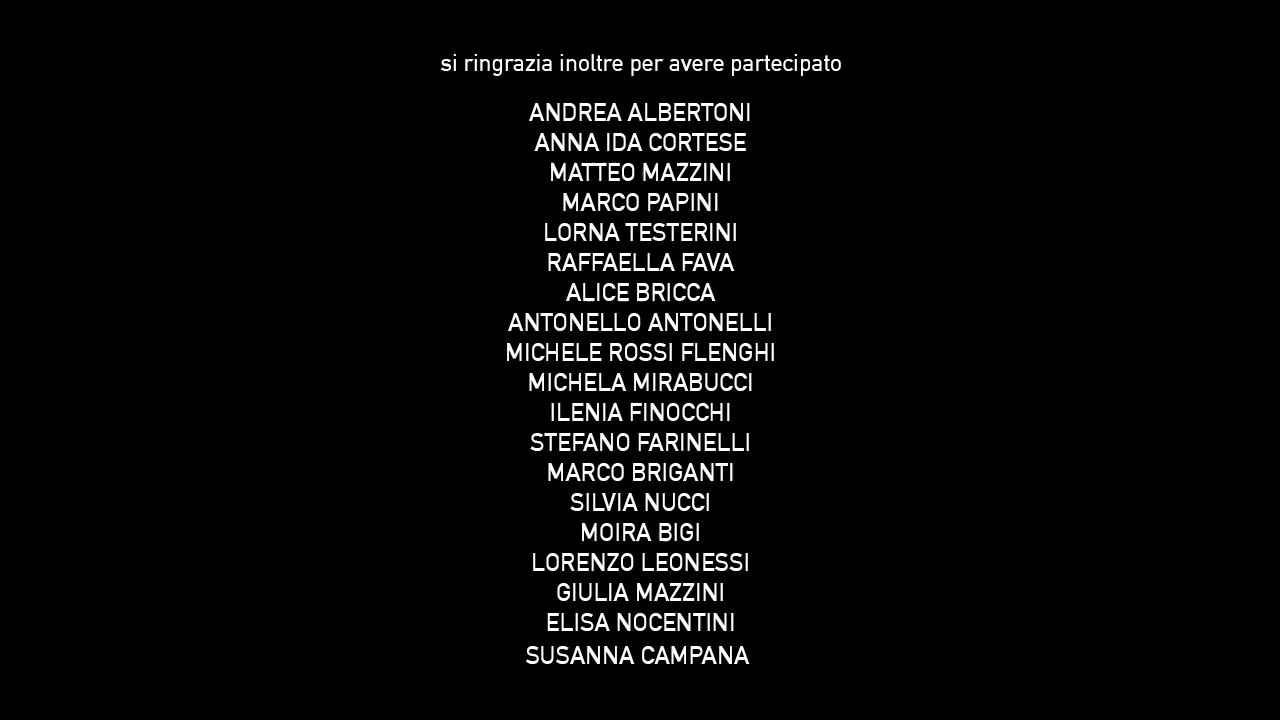 si ringrazia inoltre per avere partecipato
ANDREA ALBERTONI
ANNA IDA CORTESE
MATTEO MAZZINI
MARCO PAPINI
LORNA TESTERINI
RAFFAELLA FAVA
ALICE BRICCA
ANTONELLO ANTONELLI
MICHELE ROSSI FLENGHI
MICHELA MIRABUCCI
ILENIA FINOCCHI
STEFANO FARINELLI
MARCO BRIGANTI
SILVIA NUCCI
MOIRA BIGI
LORENZO LEONESSI
GIULIA MAZZINI
ELISA NOCENTINI
SUSANNA CAMPANA